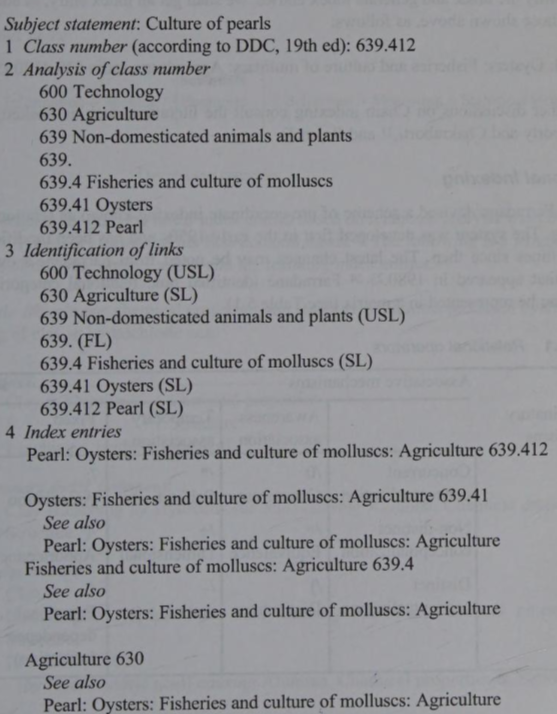 Subject statement: Culture of pearls
1 Class number (according to DDC, 19th ed): 639.412
2 Analysis of class number
600 Technology
630 Agriculture
639 Non-domesticated animals and plants
639.
639.4 Fisheries and culture of molluscs
639.41 Oysters
639.412 Pearl
3 Identification of links
600 Technology (USL)
630 Agriculture (SL)
639 Non-domesticated animals and plants (USL)
639. (FL)
639.4 Fisheries and culture of molluscs (SL)
639.41 Oysters (SL)
639.412 Pearl (SL)
4 Index entries
Pearl: Oysters: Fisheries and culture of molluscs: Agriculture 639.412
Oysters: Fisheries and culture of molluscs: Agriculture 639.41
See also
Pearl: Oysters: Fisheries and culture of molluscs: Agriculture
Fisheries and culture of molluscs: Agriculture 639.4
See also
Pearl: Oysters: Fisheries and culture of molluscs: Agriculture
Agriculture 630
See also
Pearl: Oysters: Fisheries and culture of molluscs: Agriculture